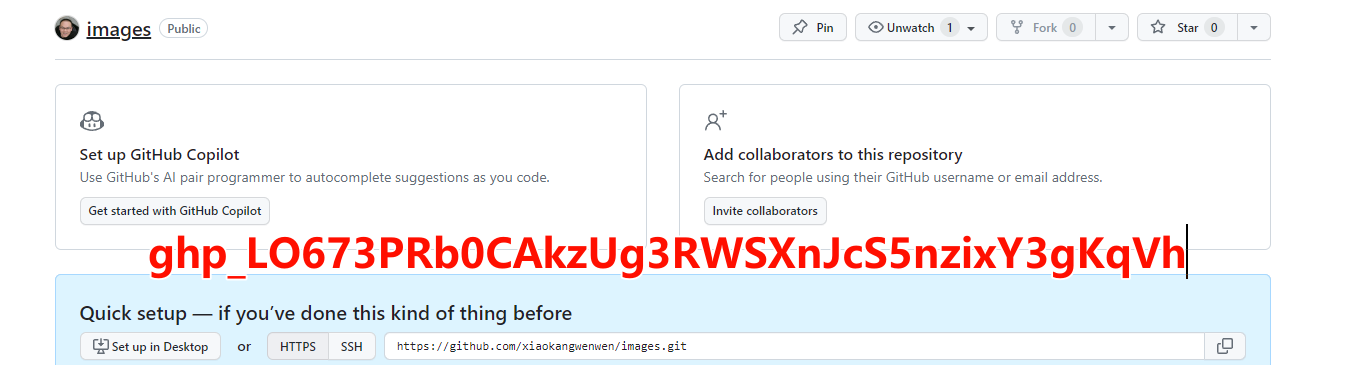 images Public
Pin
Unwatch 1
Fork 0
Star 0
Set up GitHub Copilot
Use GitHub's AI pair programmer to autocomplete suggestions as you code.
Get started with GitHub Copilot
Add collaborators to this repository
Search for people using their GitHub username or email address.
Invite collaborators
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
Quick setup — if you’ve done this kind of thing before
Set up in Desktop or HTTPS SSH https://github.com/xiaokangwenwen/images.git